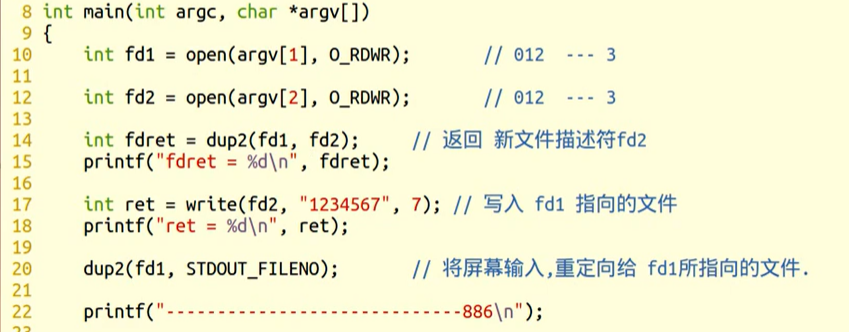 8 int main(int argc, char *argv[])
9 {
10     int fd1 = open(argv[1], O_RDWR);       // 012  --- 3
11
12     int fd2 = open(argv[2], O_RDWR);       // 012  --- 3
13
14     int fdret = dup2(fd1, fd2);     // 返回 新文件描述符fd2
15     printf("fdret = %d\n", fdret);
16
17     int ret = write(fd2, "1234567", 7); // 写入 fd1 指向的文件
18     printf("ret = %d\n", ret);
19
20     dup2(fd1, STDOUT_FILENO);       // 将屏幕输入,重定向给 fd1所指向的文件.
21
22     printf("-----------------------------886\n");